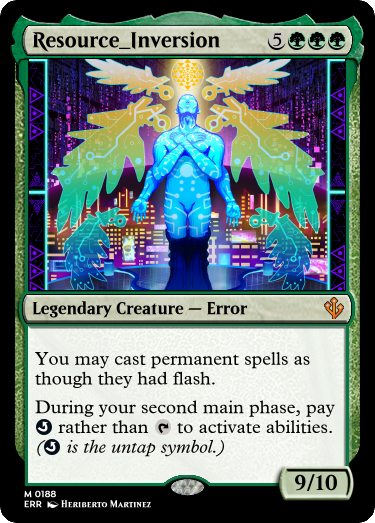 Resource_Inversion 5
Legendary Creature — Error
You may cast permanent spells as
though they had flash.
During your second main phase, pay
rather than to activate abilities.
( is the untap symbol.)
9/10
M 0188
ERR Heriberto Martinez